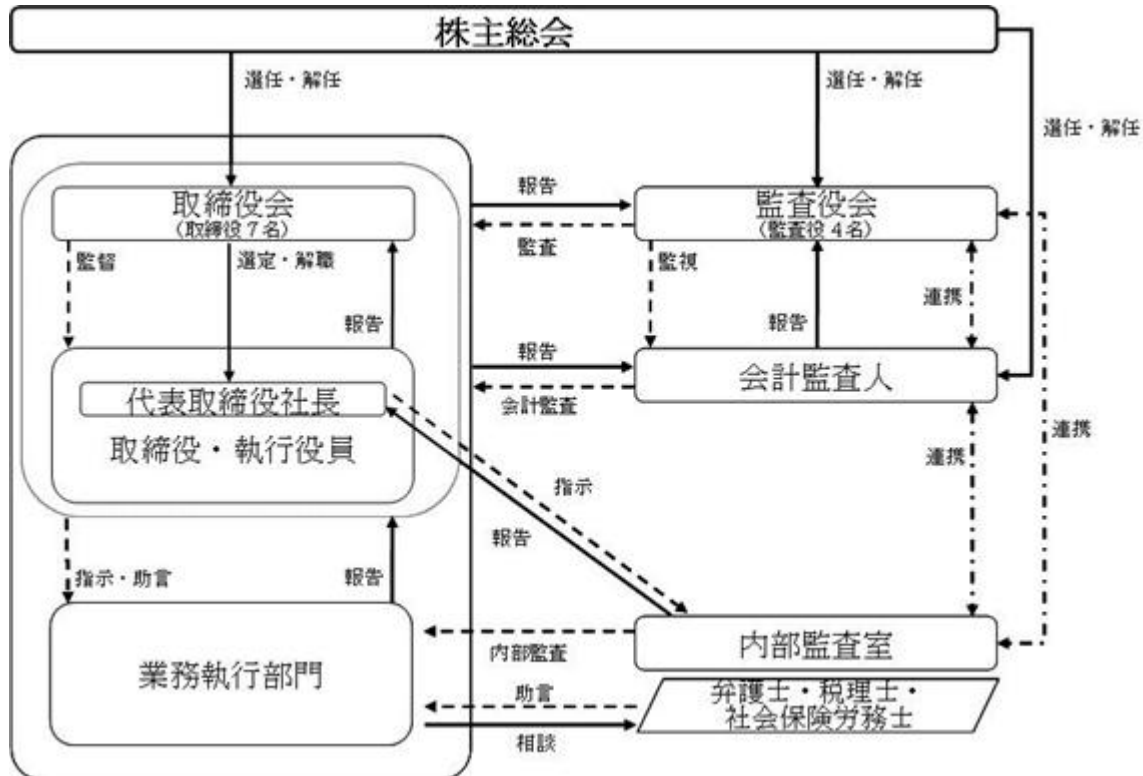 株主総会
選任・解任
選任・解任
選任・解任
取締役会
（取締役７名）
報告
監査
監査役会
（監査役４名）
監督
選定・解職
報告
監視
報告
連携
報告
会計監査
会計監査人
代表取締役社長
取締役・執行役員
連携
連携
指示
報告
指示・助言
報告
業務執行部門
内部監査
内部監査室
助言
相談
弁護士・税理士・
社会保険労務士